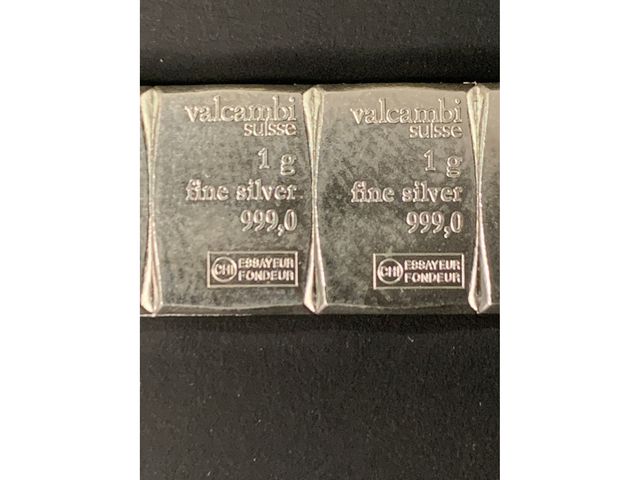 valcambi
suisse
1 g
fine silver
999,0
CHI ESSAYEUR
FONDEUR
valcambi
suisse
1 g
fine silver
999,0
CHI ESSAYEUR
FONDEUR